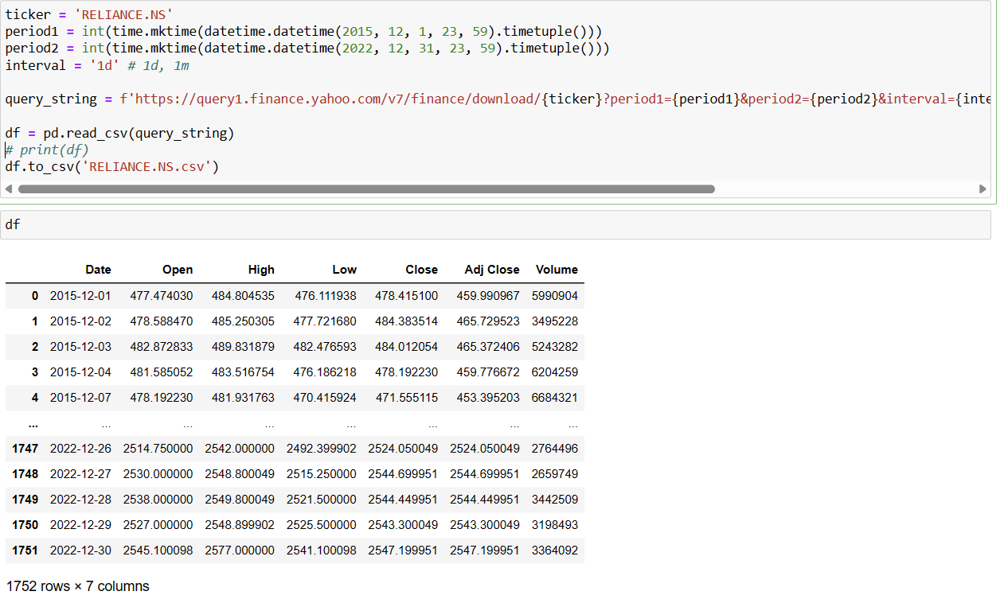 ticker = 'RELIANCE.NS'
period1 = int(time.mktime(datetime.datetime(2015, 12, 1, 23, 59).timetuple()))
period2 = int(time.mktime(datetime.datetime(2022, 12, 31, 23, 59).timetuple()))
interval = '1d' # 1d, 1m
query_string = f'https://query1.finance.yahoo.com/v7/finance/download/{ticker}?period1={period1}&period2={period2}&interval={inte
df = pd.read_csv(query_string)
# print(df)
df.to_csv('RELIANCE.NS.csv')
df
Date Open High Low Close Adj Close Volume
0 2015-12-01 477.474030 484.804535 476.111938 478.415100 459.990967 5990904
1 2015-12-02 478.588470 485.250305 477.721680 484.383514 465.729523 3495228
2 2015-12-03 482.872833 489.831879 482.476593 484.012054 465.372406 5243282
3 2015-12-04 481.585052 483.516754 476.186218 478.192230 459.776672 6204259
4 2015-12-07 478.192230 481.931763 470.415924 471.555115 453.395203 6684321
... ... ... ... ... ... ... ...
1747 2022-12-26 2514.750000 2542.000000 2492.399902 2524.050049 2524.050049 2764496
1748 2022-12-27 2530.000000 2548.800049 2515.250000 2544.699951 2544.699951 2659749
1749 2022-12-28 2538.000000 2549.800049 2521.500000 2544.449951 2544.449951 3442509
1750 2022-12-29 2527.000000 2548.899902 2525.500000 2543.300049 2543.300049 3198493
1751 2022-12-30 2545.100098 2577.000000 2541.100098 2547.199951 2547.199951 3364092
1752 rows × 7 columns